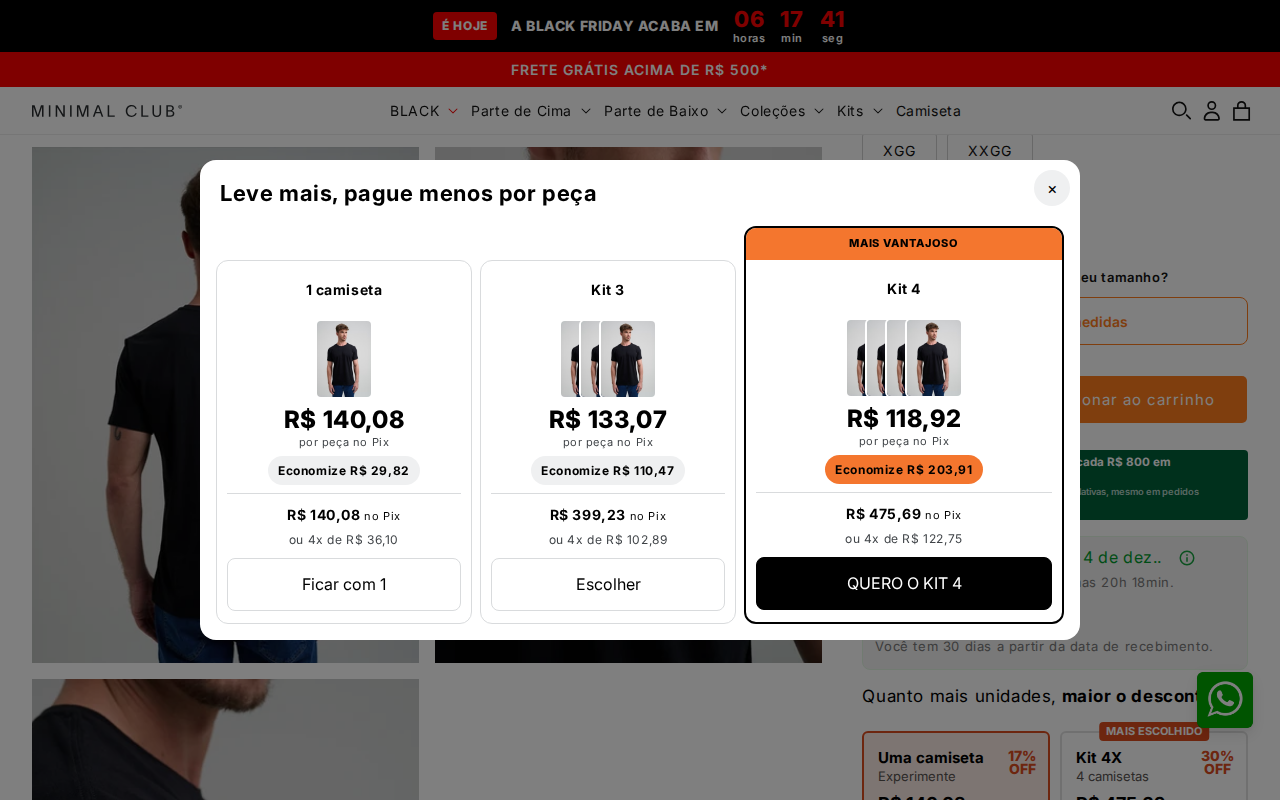 É HOJE
A BLACK FRIDAY ACABA EM
06 17 41
horas min seg
FRETE GRÁTIS ACIMA DE R$ 500*
MINIMAL CLUB®
BLACK Parte de Cima Parte de Baixo Coleções Kits Camiseta
XGG XXGG
Leve mais, pague menos por peça
×
1 camiseta
R$ 140,08
por peça no Pix
Economize R$ 29,82
R$ 140,08 no Pix
ou 4x de R$ 36,10
Ficar com 1
Kit 3
R$ 133,07
por peça no Pix
Economize R$ 110,47
R$ 399,23 no Pix
ou 4x de R$ 102,89
Escolher
MAIS VANTAJOSO
Kit 4
R$ 118,92
por peça no Pix
Economize R$ 203,91
R$ 475,69 no Pix
ou 4x de R$ 122,75
QUERO O KIT 4
eu tamanho?
edidas
onar ao carrinho
cada R$ 800 em
lativas, mesmo em pedidos
4 de dez..
as 20h 18min.
Você tem 30 dias a partir da data de recebimento.
Quanto mais unidades, maior o descont
Uma camiseta
17%
OFF
Experimente
MAIS ESCOLHIDO
Kit 4X
30%
OFF
4 camisetas